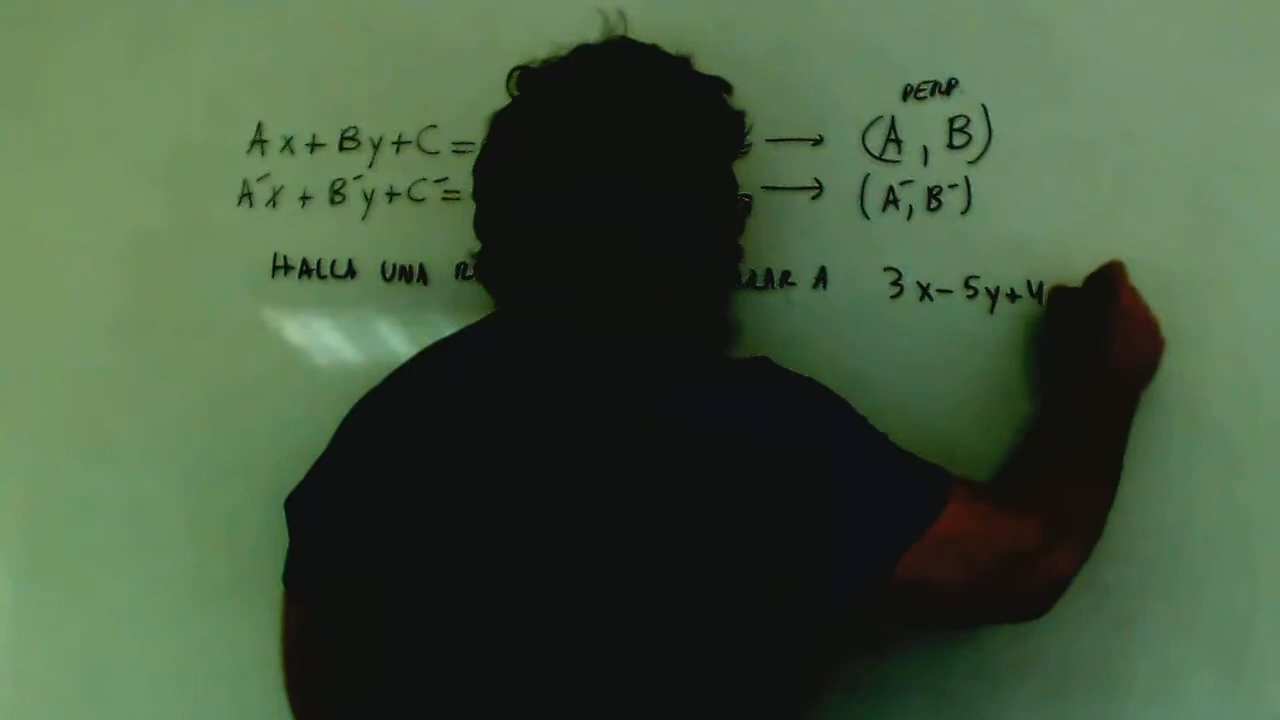 PERP.
Ax+By+C= → (A, B)
A´x + B´y+C´= → (A´, B´)
HALLA UNA A 3x-5y+4